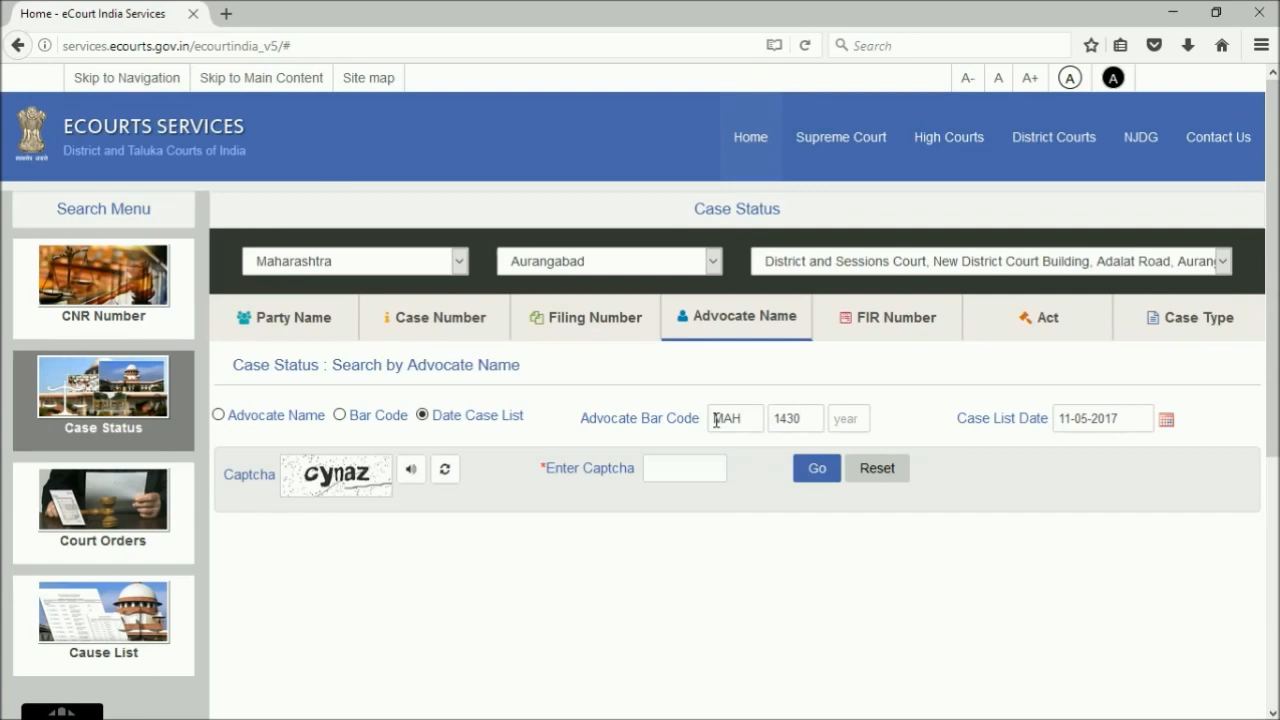 Home - eCourt India Services
services.ecourts.gov.in/ecourtindia_v5/#
Search
Skip to Navigation
Skip to Main Content
Site map
A-
A
A+
A
A
ECOURTS SERVICES
District and Taluka Courts of India
Home
Supreme Court
High Courts
District Courts
NJDG
Contact Us
सत्यमेव जयते
Search Menu
CNR Number
Case Status
Court Orders
Cause List
Case Status
Maharashtra
Aurangabad
District and Sessions Court, New District Court Building, Adalat Road, Aurang
Party Name
Case Number
Filing Number
Advocate Name
FIR Number
Act
Case Type
Case Status : Search by Advocate Name
Advocate Name
Bar Code
Date Case List
Advocate Bar Code
MAH
1430
year
Case List Date
11-05-2017
Captcha
cynaz
*Enter Captcha
Go
Reset